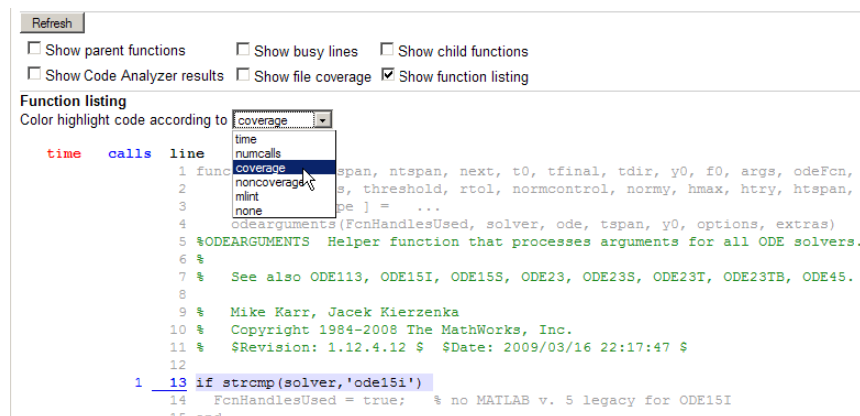 Refresh
Show parent functions Show busy lines Show child functions
Show Code Analyzer results Show file coverage Show function listing
Function listing
Color highlight code according to coverage
time
numcalls
coverage
noncoverage
mlint
none
time calls line
1 func span, ntspan, next, t0, tfinal, tdir, y0, f0, args, odeFcn,
2 s, threshold, rtol, normcontrol, normy, hmax, htry, htspan,
3 pe ] = ...
4 odearguments(FcnHandlesUsed, solver, ode, tspan, y0, options, extras)
5 %ODEARGUMENTS Helper function that processes arguments for all ODE solvers.
6 %
7 % See also ODE113, ODE15I, ODE15S, ODE23, ODE23S, ODE23T, ODE23TB, ODE45.
8
9 % Mike Karr, Jacek Kierzenka
10 % Copyright 1984-2008 The MathWorks, Inc.
11 % $Revision: 1.12.4.12 $ $Date: 2009/03/16 22:17:47 $
12
1 13 if strcmp(solver,'ode15i')
14 FcnHandlesUsed = true; % no MATLAB v. 5 legacy for ODE15I